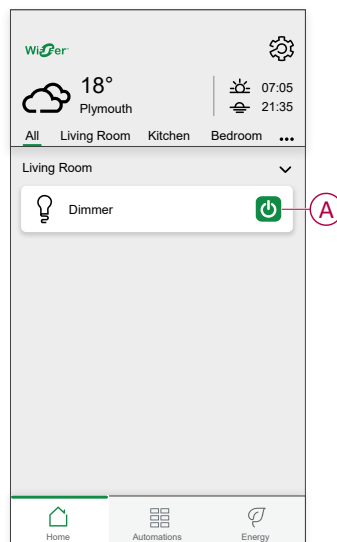 Wiser
18°
Plymouth
07:05
21:35
All Living Room Kitchen Bedroom ...
Living Room
Dimmer
A
Home Automations Energy